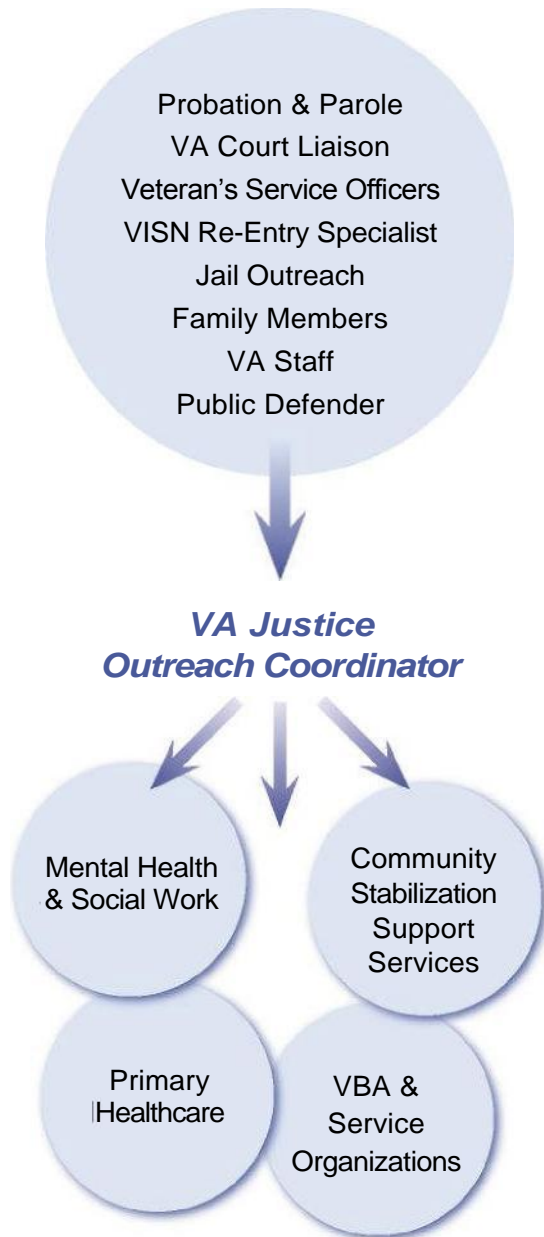 Probation & Parole
VA Court Liaison
Veteran's Service Officers
VISN Re-Entry Specialist
Jail Outreach
Family Members
VA Staff
Public Defender
VA Justice
Outreach Coordinator
Mental Health
& Social Work
Community
Stabilization
Support
Services
Primary
Healthcare
VBA &
Service
Organizations